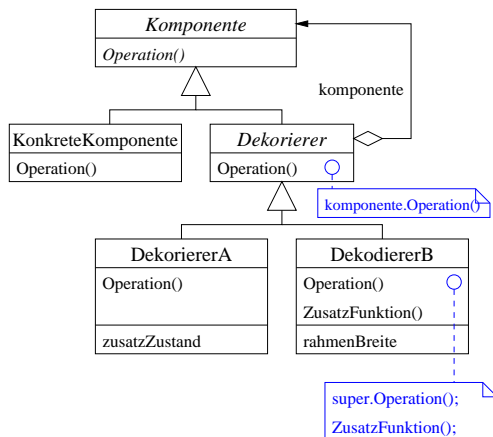 Komponente
Operation()
komponente
KonkreteKomponente
Operation()
Dekorierer
Operation()
komponente.Operation()
DekoriererA
Operation()
zusatzZustand
DekodiererB
Operation()
ZusatzFunktion()
rahmenBreite
super.Operation();
ZusatzFunktion();